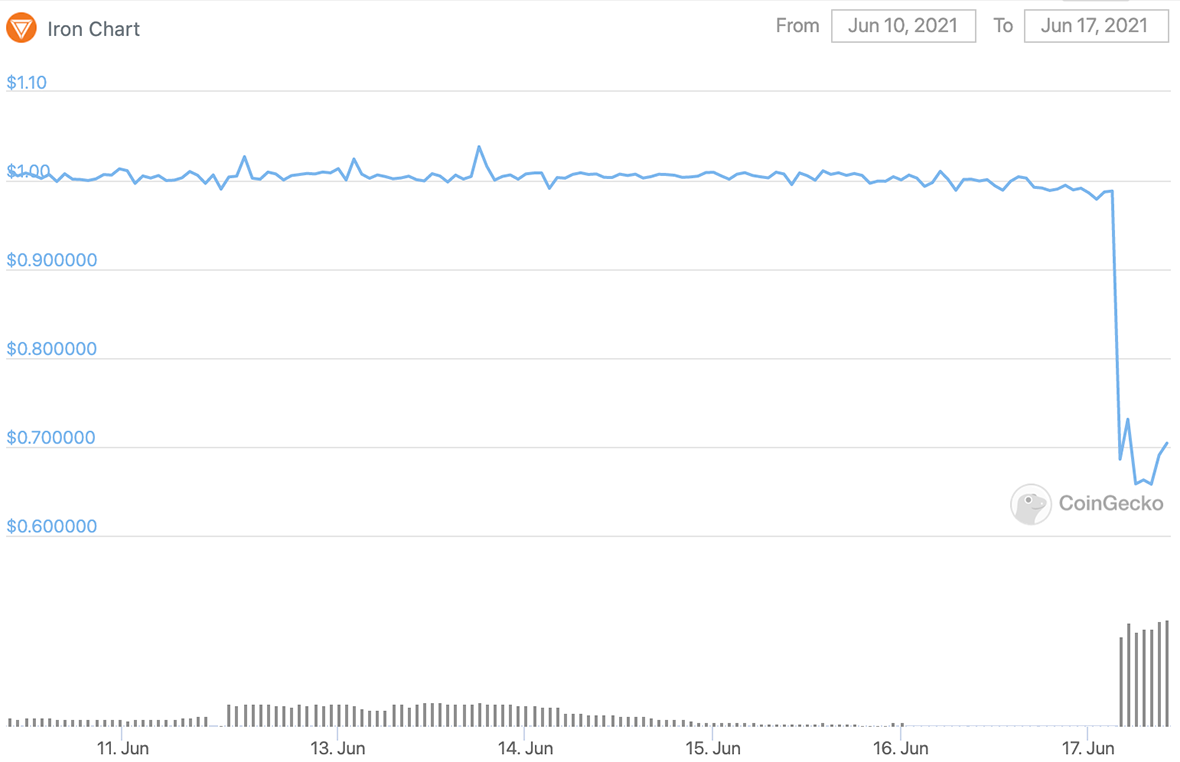 Iron Chart
From Jun 10, 2021 To Jun 17, 2021
$1.10
$1.00
$0.900000
$0.800000
$0.700000
CoinGecko
$0.600000
11. Jun 13. Jun 14. Jun 15. Jun 16. Jun 17. Jun